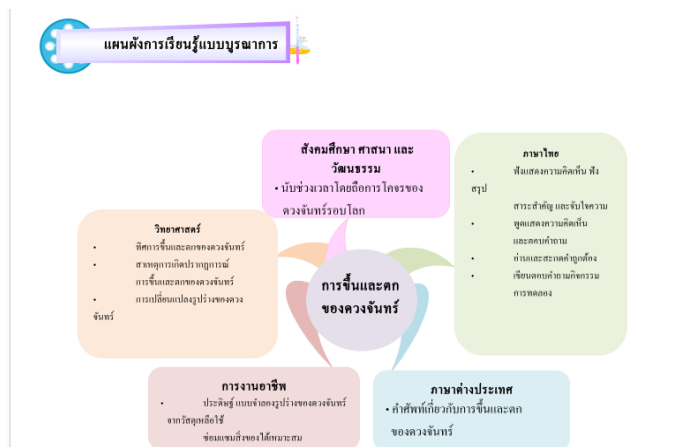 แผนผังการเรียนรู้แบบบูรณาการ
สังคมศึกษา ศาสนา และ
วัฒนธรรม
• นับช่วงเวลาโดยถือการโคจรของ
ดวงจันทร์รอบโลก
ภาษาไทย
• ฟังแสดงความคิดเห็น ฟัง
สรุป
สาระสำคัญ และจับใจความ
• พูดแสดงความคิดเห็น
และตอบคำถาม
• อ่านและสะกดคำถูกต้อง
• เขียนตอบคำถามกิจกรรม
การทดลอง
วิทยาศาสตร์
• ทิศการขึ้นและตกของดวงจันทร์
• สาเหตุการเกิดปรากฏการณ์
การขึ้นและตกของดวงจันทร์
• การเปลี่ยนแปลงรูปร่างของดวง
จันทร์
การขึ้นและตก
ของดวงจันทร์
การงานอาชีพ
• ประดิษฐ์ แบบจำลองรูปร่างของดวงจันทร์
จากวัสดุเหลือใช้
ซ่อมแซมสิ่งของได้เหมาะสม
ภาษาต่างประเทศ
• คำศัพท์เกี่ยวกับการขึ้นและตก
ของดวงจันทร์